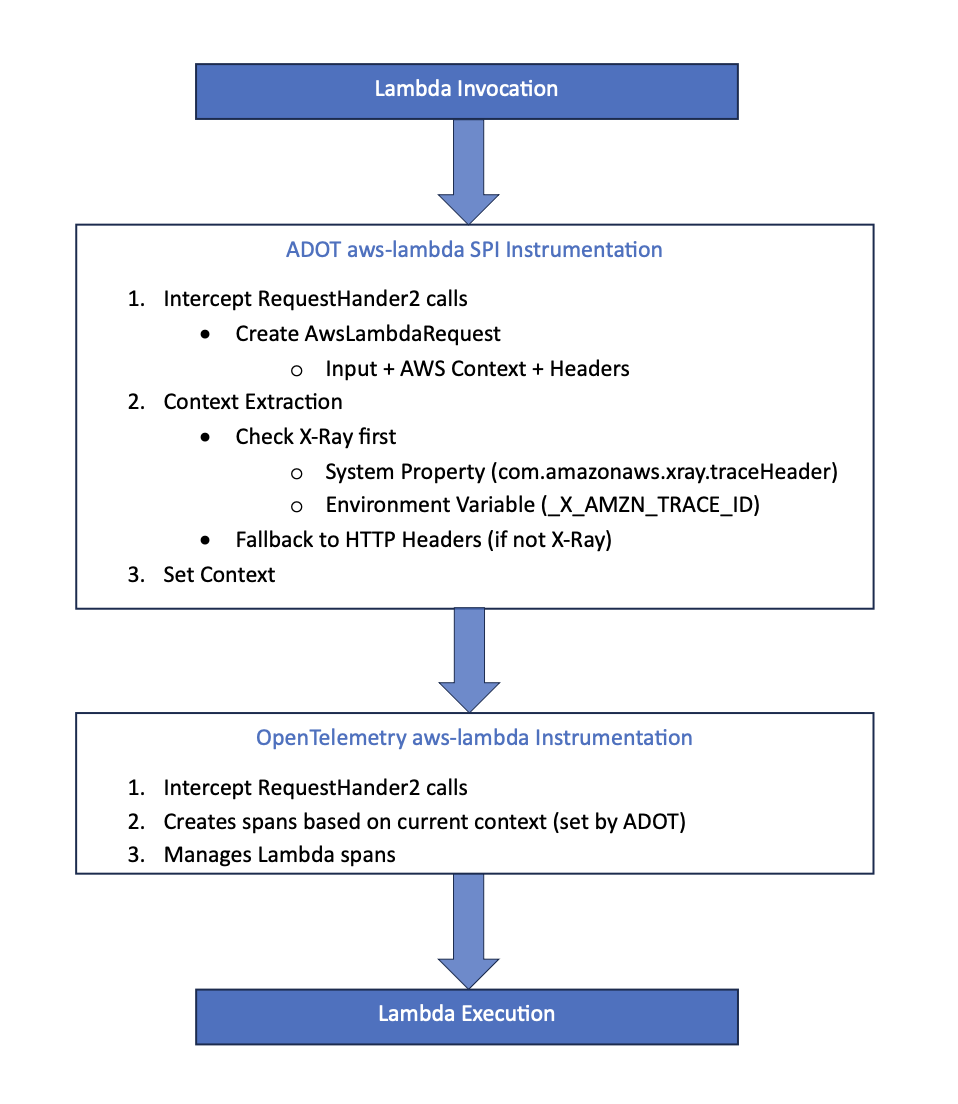 Lambda Invocation
ADOT aws-lambda SPI Instrumentation
1. Intercept RequestHander2 calls
• Create AwsLambdaRequest
o Input + AWS Context + Headers
2. Context Extraction
• Check X-Ray first
o System Property (com.amazonaws.xray.traceHeader)
o Environment Variable (_X_AMZN_TRACE_ID)
• Fallback to HTTP Headers (if not X-Ray)
3. Set Context
OpenTelemetry aws-lambda Instrumentation
1. Intercept RequestHander2 calls
2. Creates spans based on current context (set by ADOT)
3. Manages Lambda spans
Lambda Execution